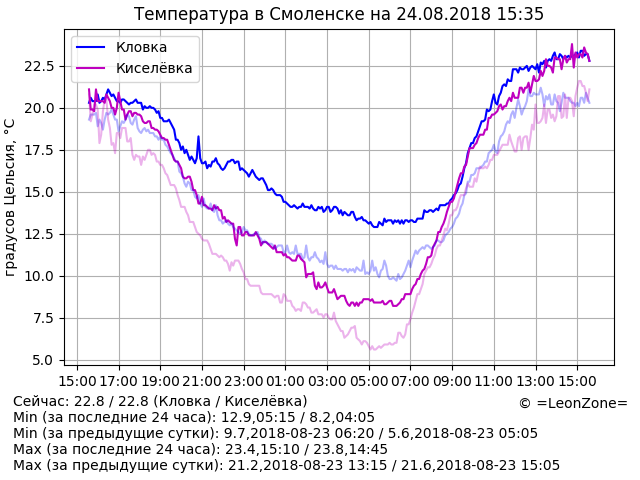 Температура в Смоленске на 24.08.2018 15:35
Кловка
Киселёвка
градусов Цельсия, °C
22.5
20.0
17.5
15.0
12.5
10.0
7.5
5.0
15:00 17:00 19:00 21:00 23:00 01:00 03:00 05:00 07:00 09:00 11:00 13:00 15:00
Сейчас: 22.8 / 22.8 (Кловка / Киселёвка)
© =LeonZone=
Min (за последние 24 часа): 12.9,05:15 / 8.2,04:05
Min (за предыдущие сутки): 9.7,2018-08-23 06:20 / 5.6,2018-08-23 05:05
Max (за последние 24 часа): 23.4,15:10 / 23.8,14:45
Max (за предыдущие сутки): 21.2,2018-08-23 13:15 / 21.6,2018-08-23 15:05